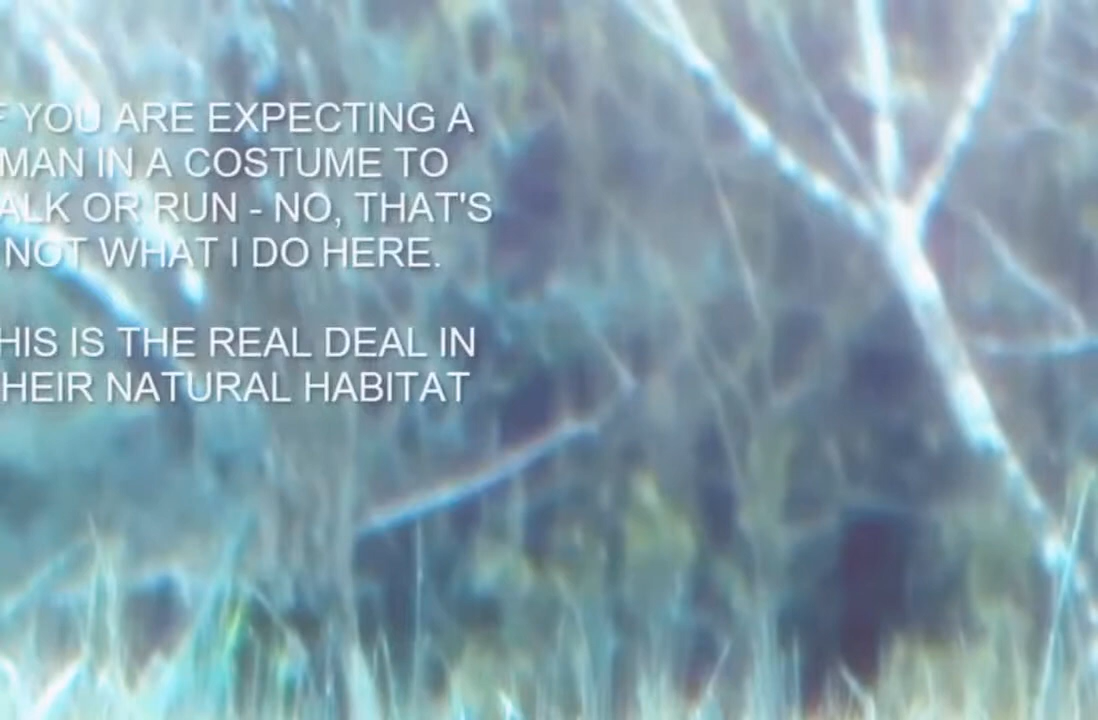 F YOU ARE EXPECTING A
MAN IN A COSTUME TO
ALK OR RUN - NO, THAT'S
NOT WHAT I DO HERE.
HIS IS THE REAL DEAL IN
HEIR NATURAL HABITAT